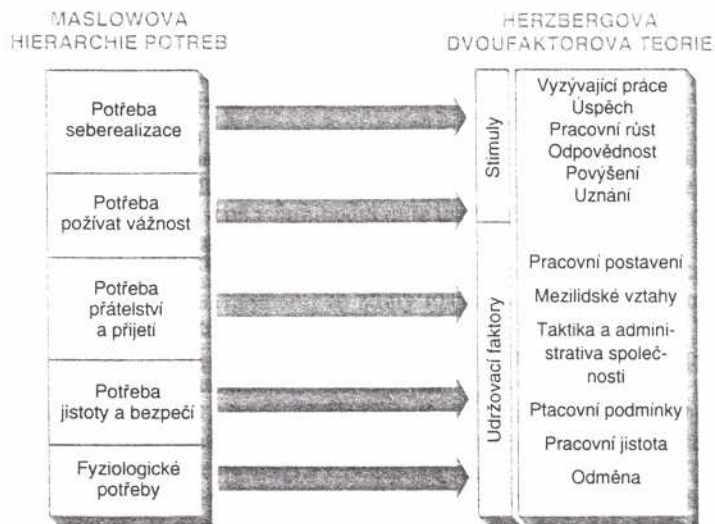 MASLOWOVA
HIERARCHIE POTREB
HERZBERGOVA
DVOUFAKTOROVA TEORIE
Potřeba
seberealizace
Potřeba
požívat vážnost
Potřeba
přátelství
a přijetí
Potřeba
jistoty a bezpečí
Fyziologické
potřeby
Stimuly
Udržovací faktory
Vyzývající práce
Úspěch
Pracovní růst
Odpovědnost
Povýšení
Uznání
Pracovní postavení
Mezilidské vztahy
Taktika a admini-
strativa společ-
nosti
Ptacovní podmínky
Pracovní jistota
Odměna